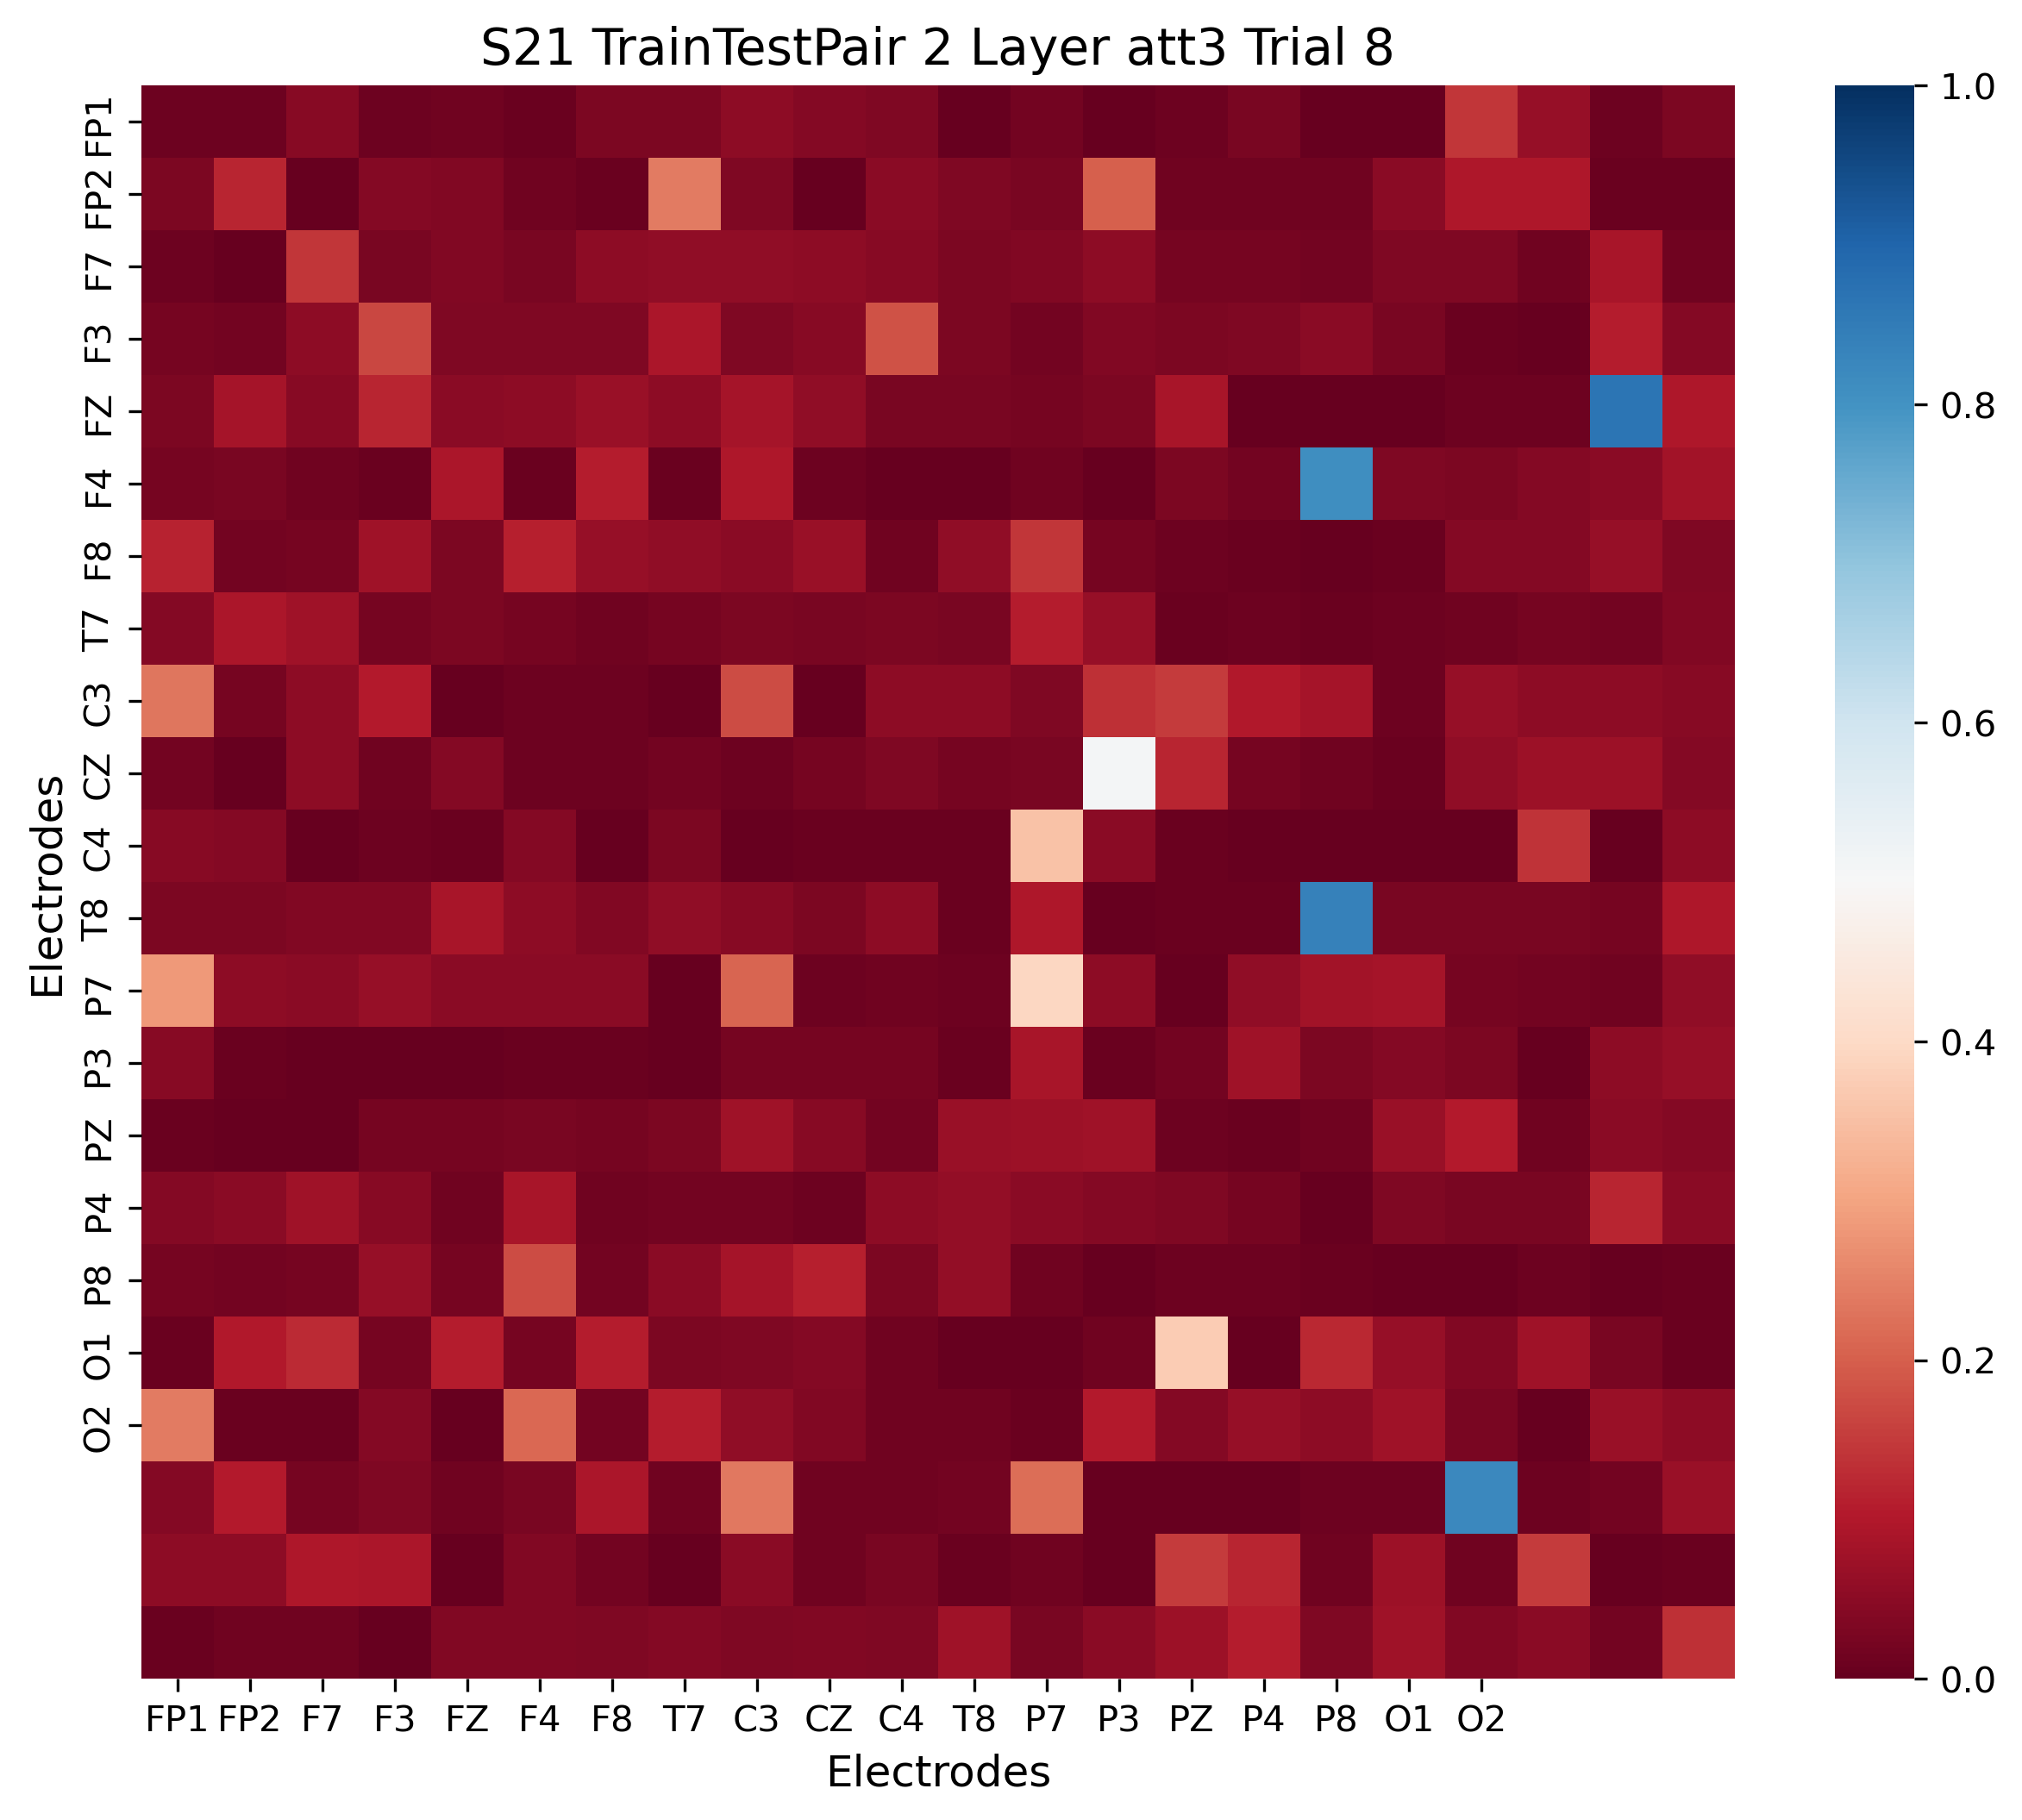 S21 TrainTestPair 2 Layer att3 Trial 8
Electrodes
FP1
FP2
F7
F3
FZ
F4
F8
T7
C3
CZ
C4
T8
P7
P3
PZ
P4
P8
O1
O2
FP1 FP2 F7 F3 FZ F4 F8 T7 C3 CZ C4 T8 P7 P3 PZ P4 P8 O1 O2
Electrodes
1.0
0.8
0.6
0.4
0.2
0.0